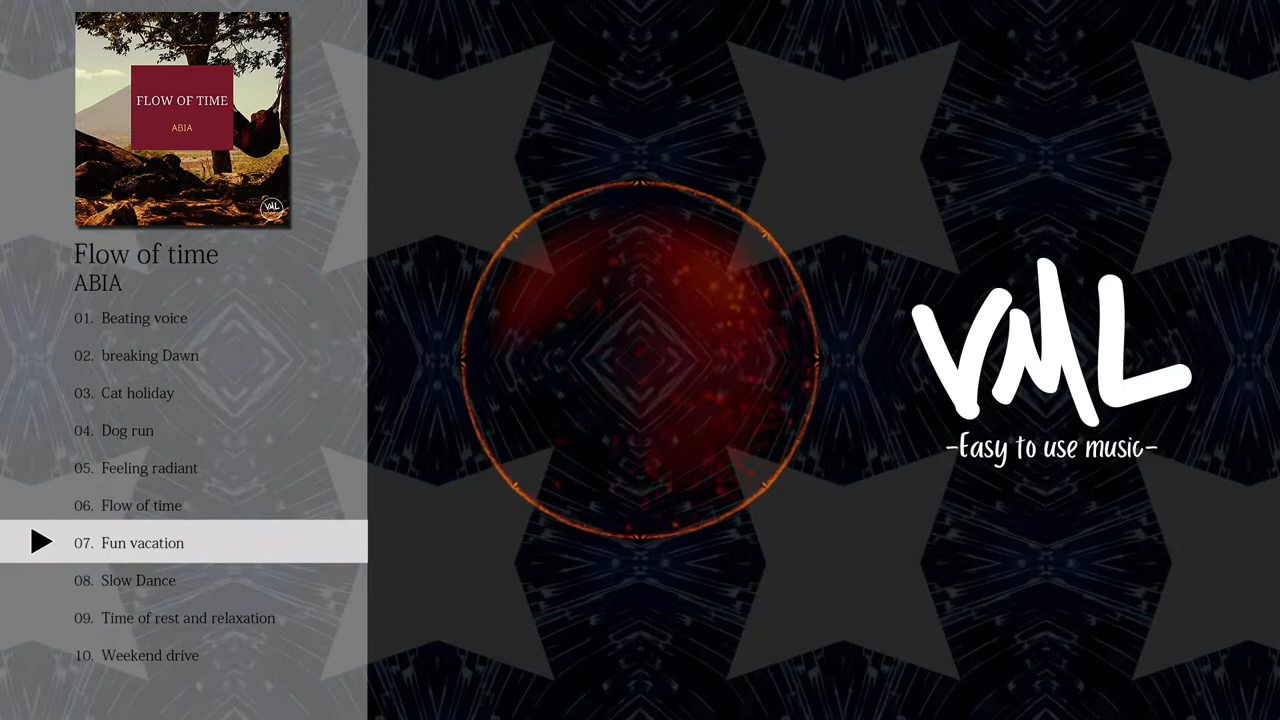 FLOW OF TIME
ABIA
VML
Flow of time
ABIA
01. Beating voice
02. breaking Dawn
03. Cat holiday
04. Dog run
05. Feeling radiant
06. Flow of time
07. Fun vacation
08. Slow Dance
09. Time of rest and relaxation
10. Weekend drive
VML
-Easy to use music-